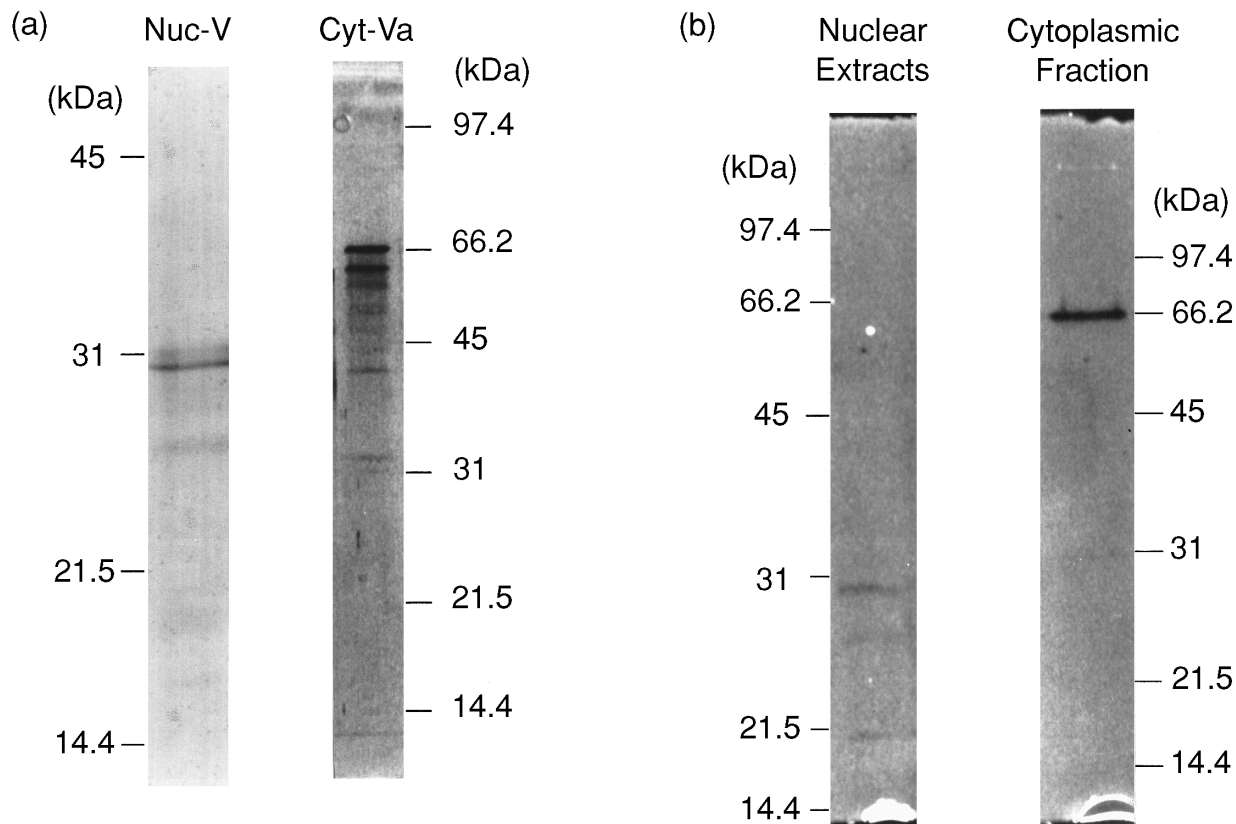 (a)
Nuc-V
Cyt-Va
(kDa)
45
31
21.5
14.4
(kDa)
97.4
66.2
45
31
21.5
14.4
(b)
Nuclear
Extracts
Cytoplasmic
Fraction
(kDa)
97.4
66.2
45
31
21.5
14.4
(kDa)
97.4
66.2
45
31
21.5
14.4